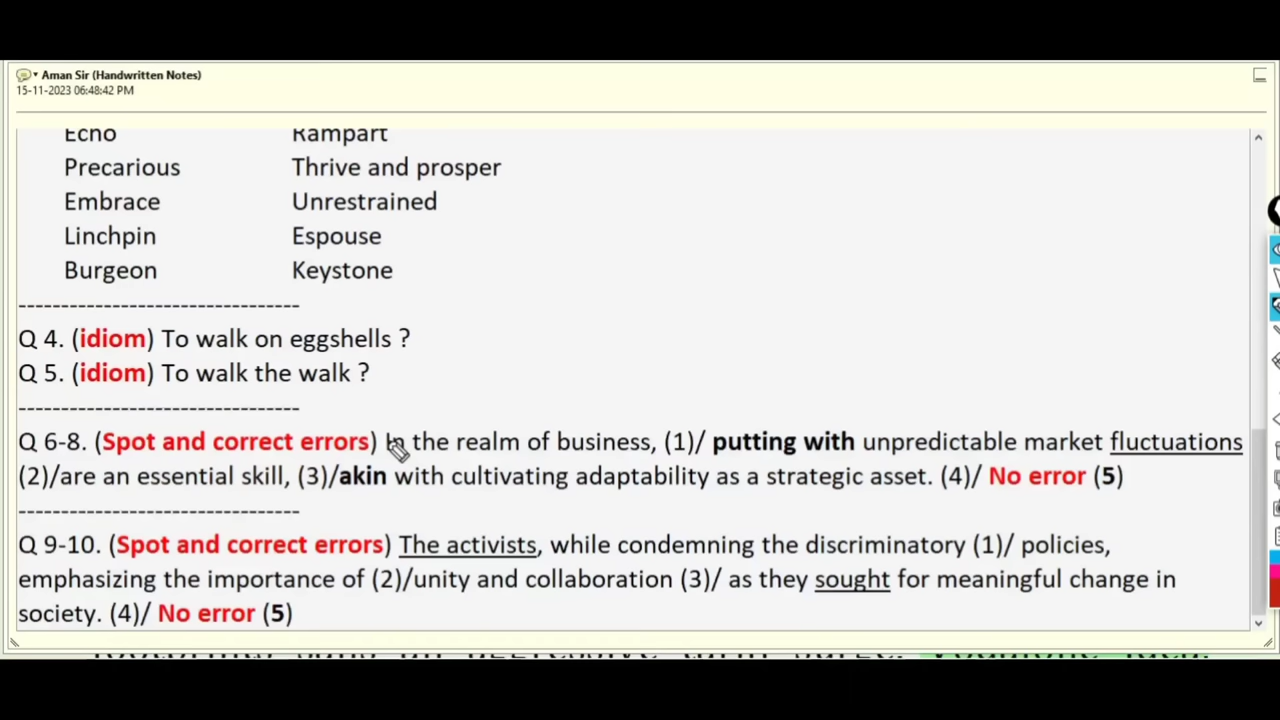 Aman Sir (Handwritten Notes)
15-11-2023 06:48:42 PM
Echo Rampart
Precarious Thrive and prosper
Embrace Unrestrained
Linchpin Espouse
Burgeon Keystone
--------------------------------
Q 4. (idiom) To walk on eggshells ?
Q 5. (idiom) To walk the walk ?
--------------------------------
Q 6-8. (Spot and correct errors) In the realm of business, (1)/ putting with unpredictable market fluctuations
(2)/are an essential skill, (3)/akin with cultivating adaptability as a strategic asset. (4)/ No error (5)
--------------------------------
Q 9-10. (Spot and correct errors) The activists, while condemning the discriminatory (1)/ policies,
emphasizing the importance of (2)/unity and collaboration (3)/ as they sought for meaningful change in
society. (4)/ No error (5)